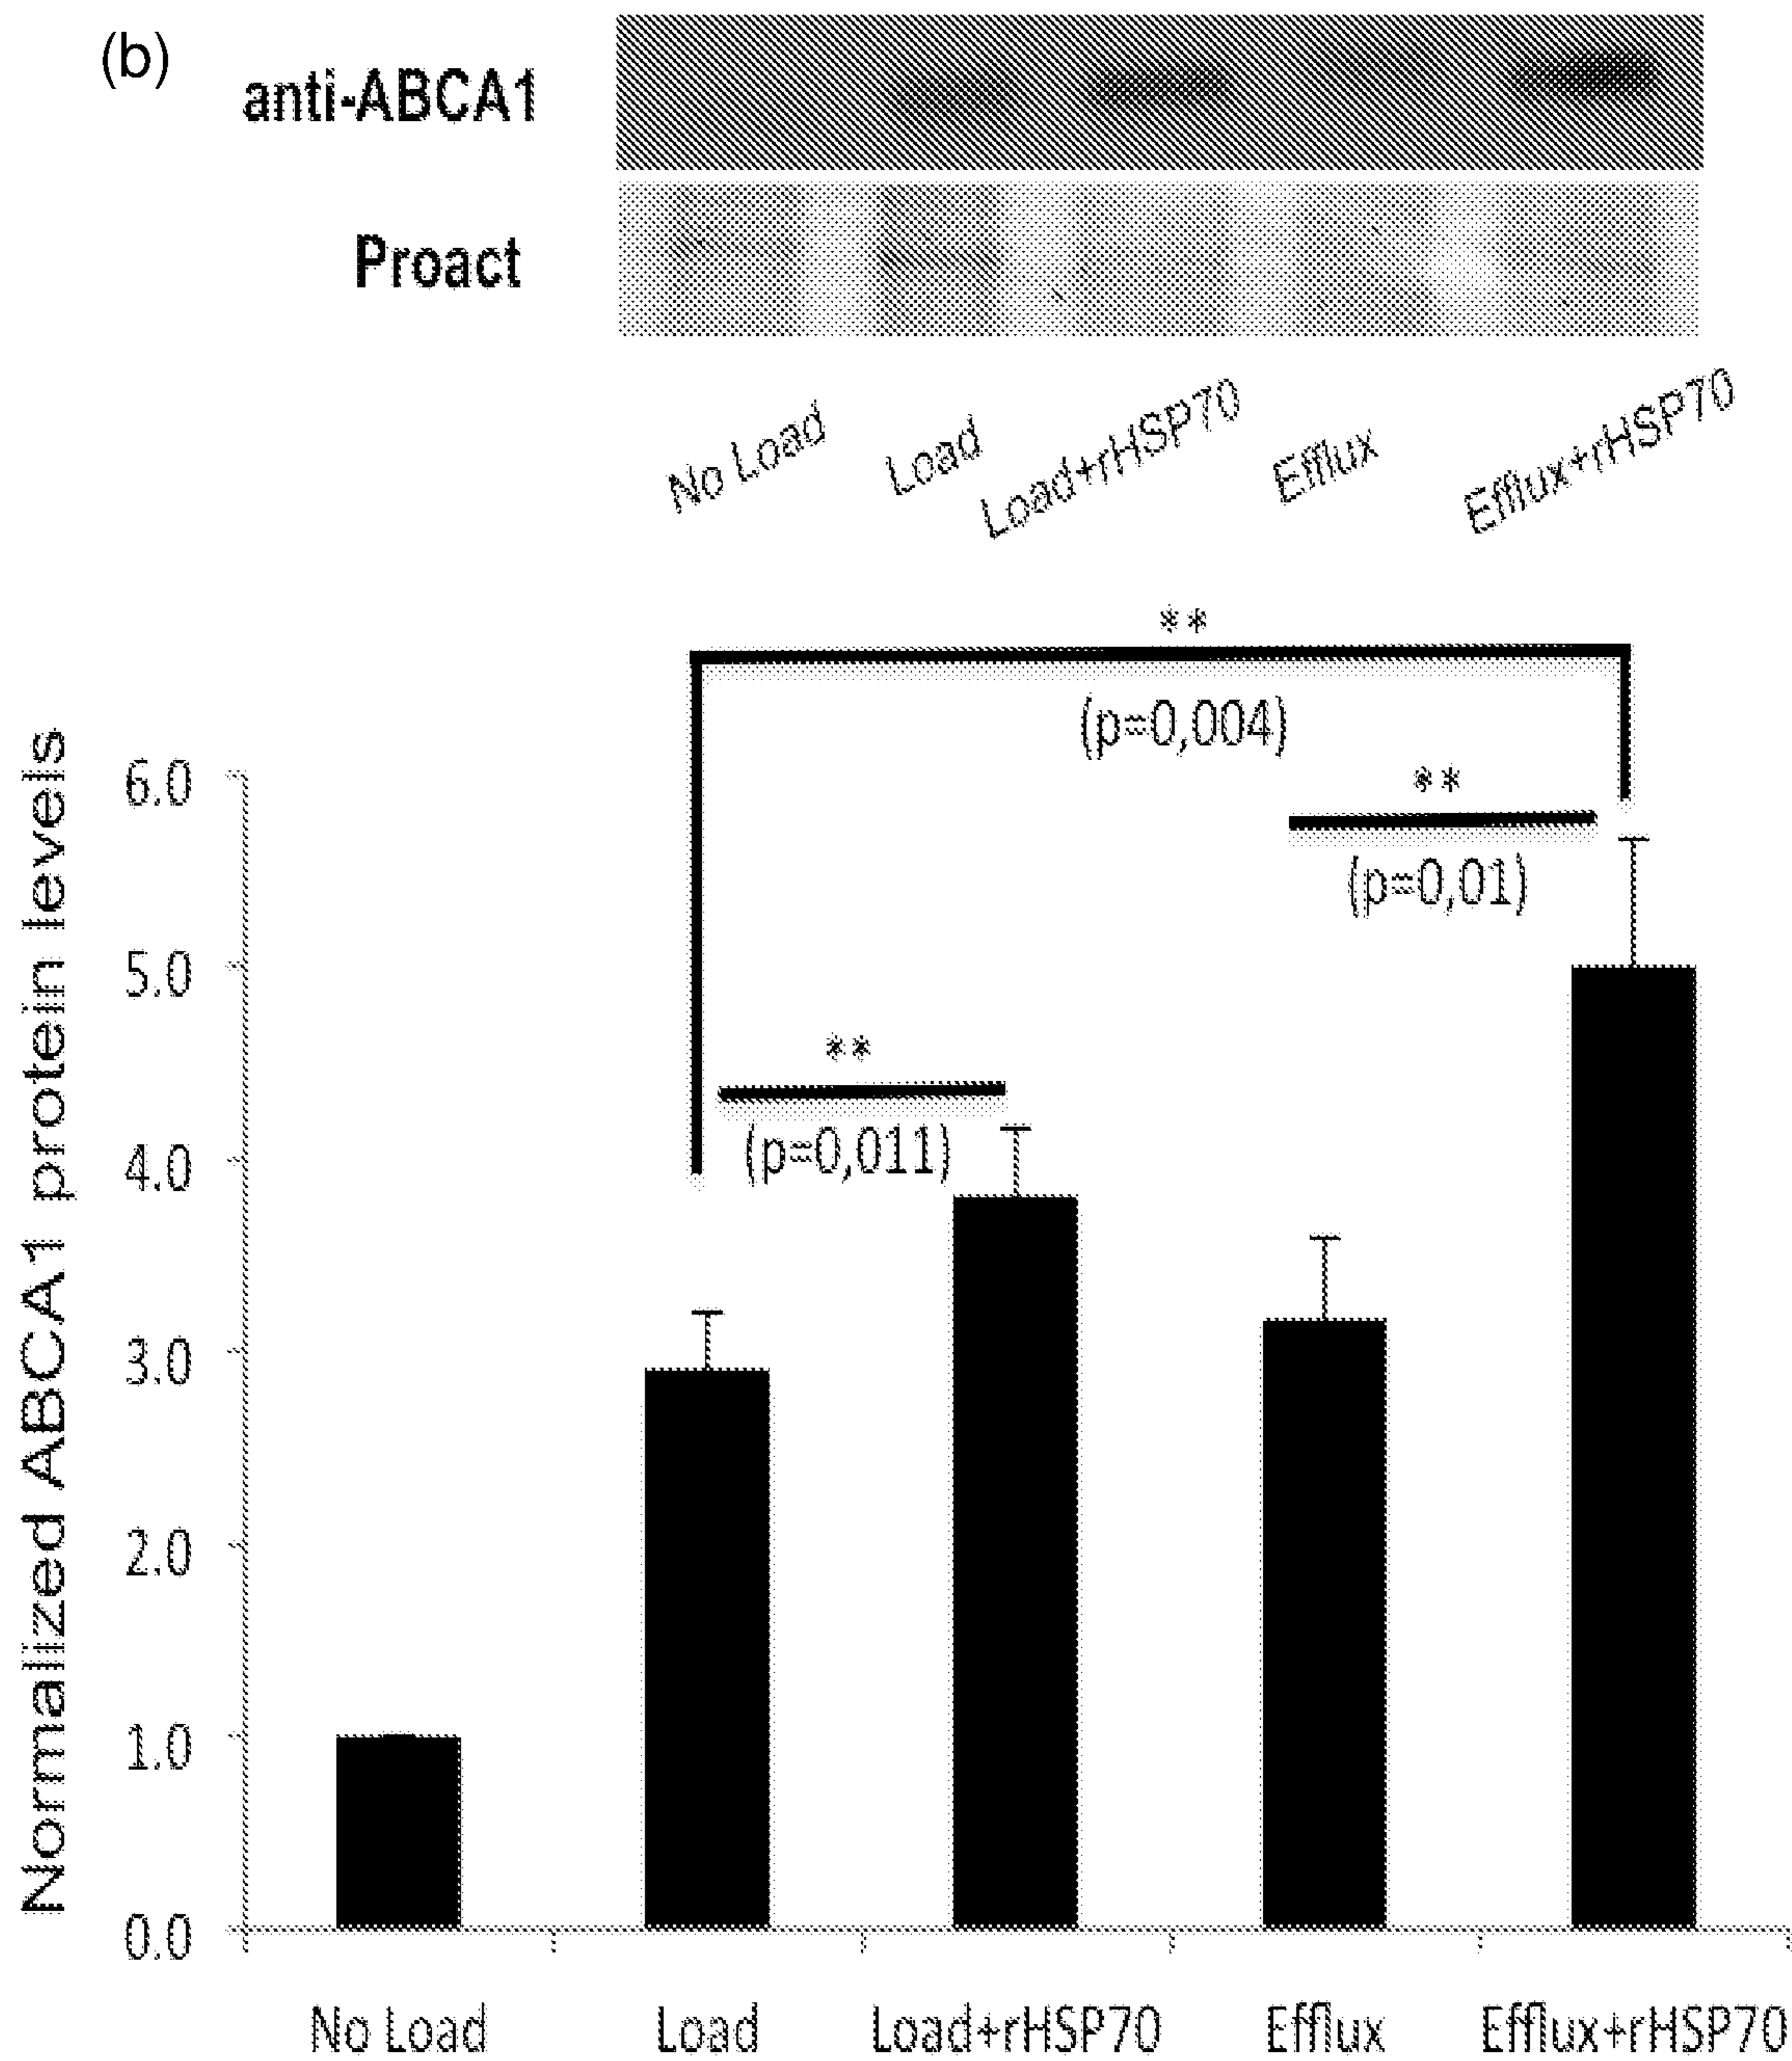 (b)
anti-ABCA1
Proact
No Load
Load
Load+rHSP70
Efflux
Efflux+rHSP70
**
(p=0,004)
**
(p=0,01)
**
(p=0,011)
Normalized ABCA1 protein levels
6.0
5.0
4.0
3.0
2.0
1.0
0.0
No Load
Load
Load+rHSP70
Efflux
Efflux+rHSP70